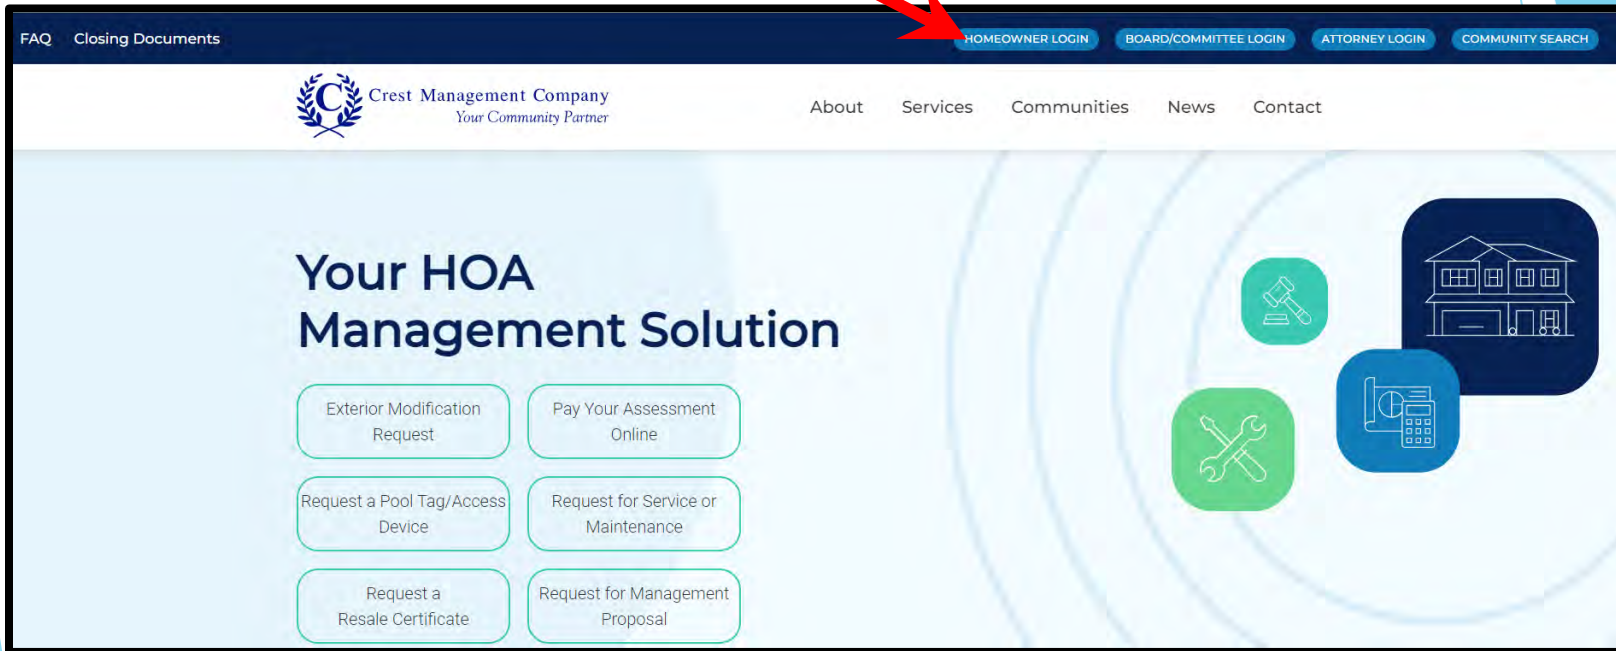 FAQ Closing Documents HOMEOWNER LOGIN BOARD/COMMITTEE LOGIN ATTORNEY LOGIN COMMUNITY SEARCH
C Crest Management Company
Your Community Partner
About Services Communities News Contact
Your HOA
Management Solution
Exterior Modification
Request
Pay Your Assessment
Online
Request a Pool Tag/Access
Device
Request for Service or
Maintenance
Request a
Resale Certificate
Request for Management
Proposal